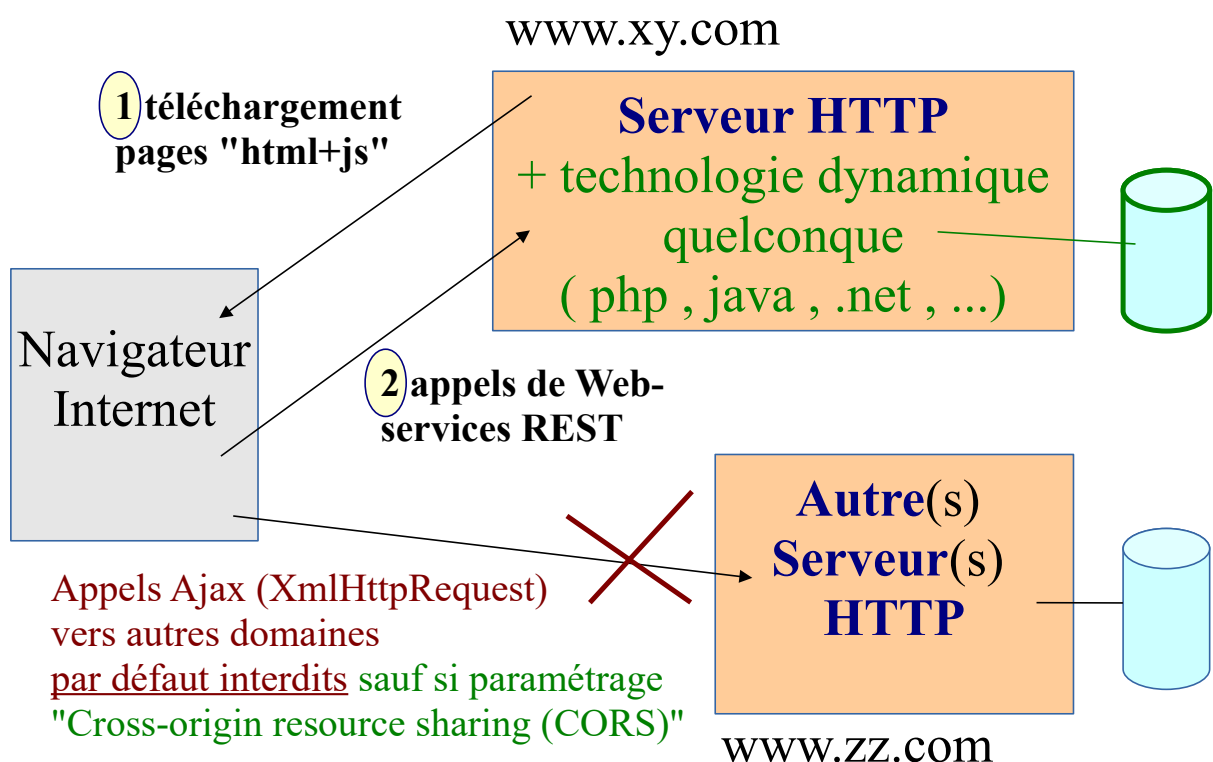 www.xy.com
1 téléchargement
pages "html+js"
Serveur HTTP
+ technologie dynamique
quelconque
( php , java , .net , ...)
Navigateur
Internet
2 appels de Web-
services REST
Autre(s)
Serveur(s)
HTTP
Appels Ajax (XmlHttpRequest)
vers autres domaines
par défaut interdits sauf si paramétrage
"Cross-origin resource sharing (CORS)"
www.zz.com